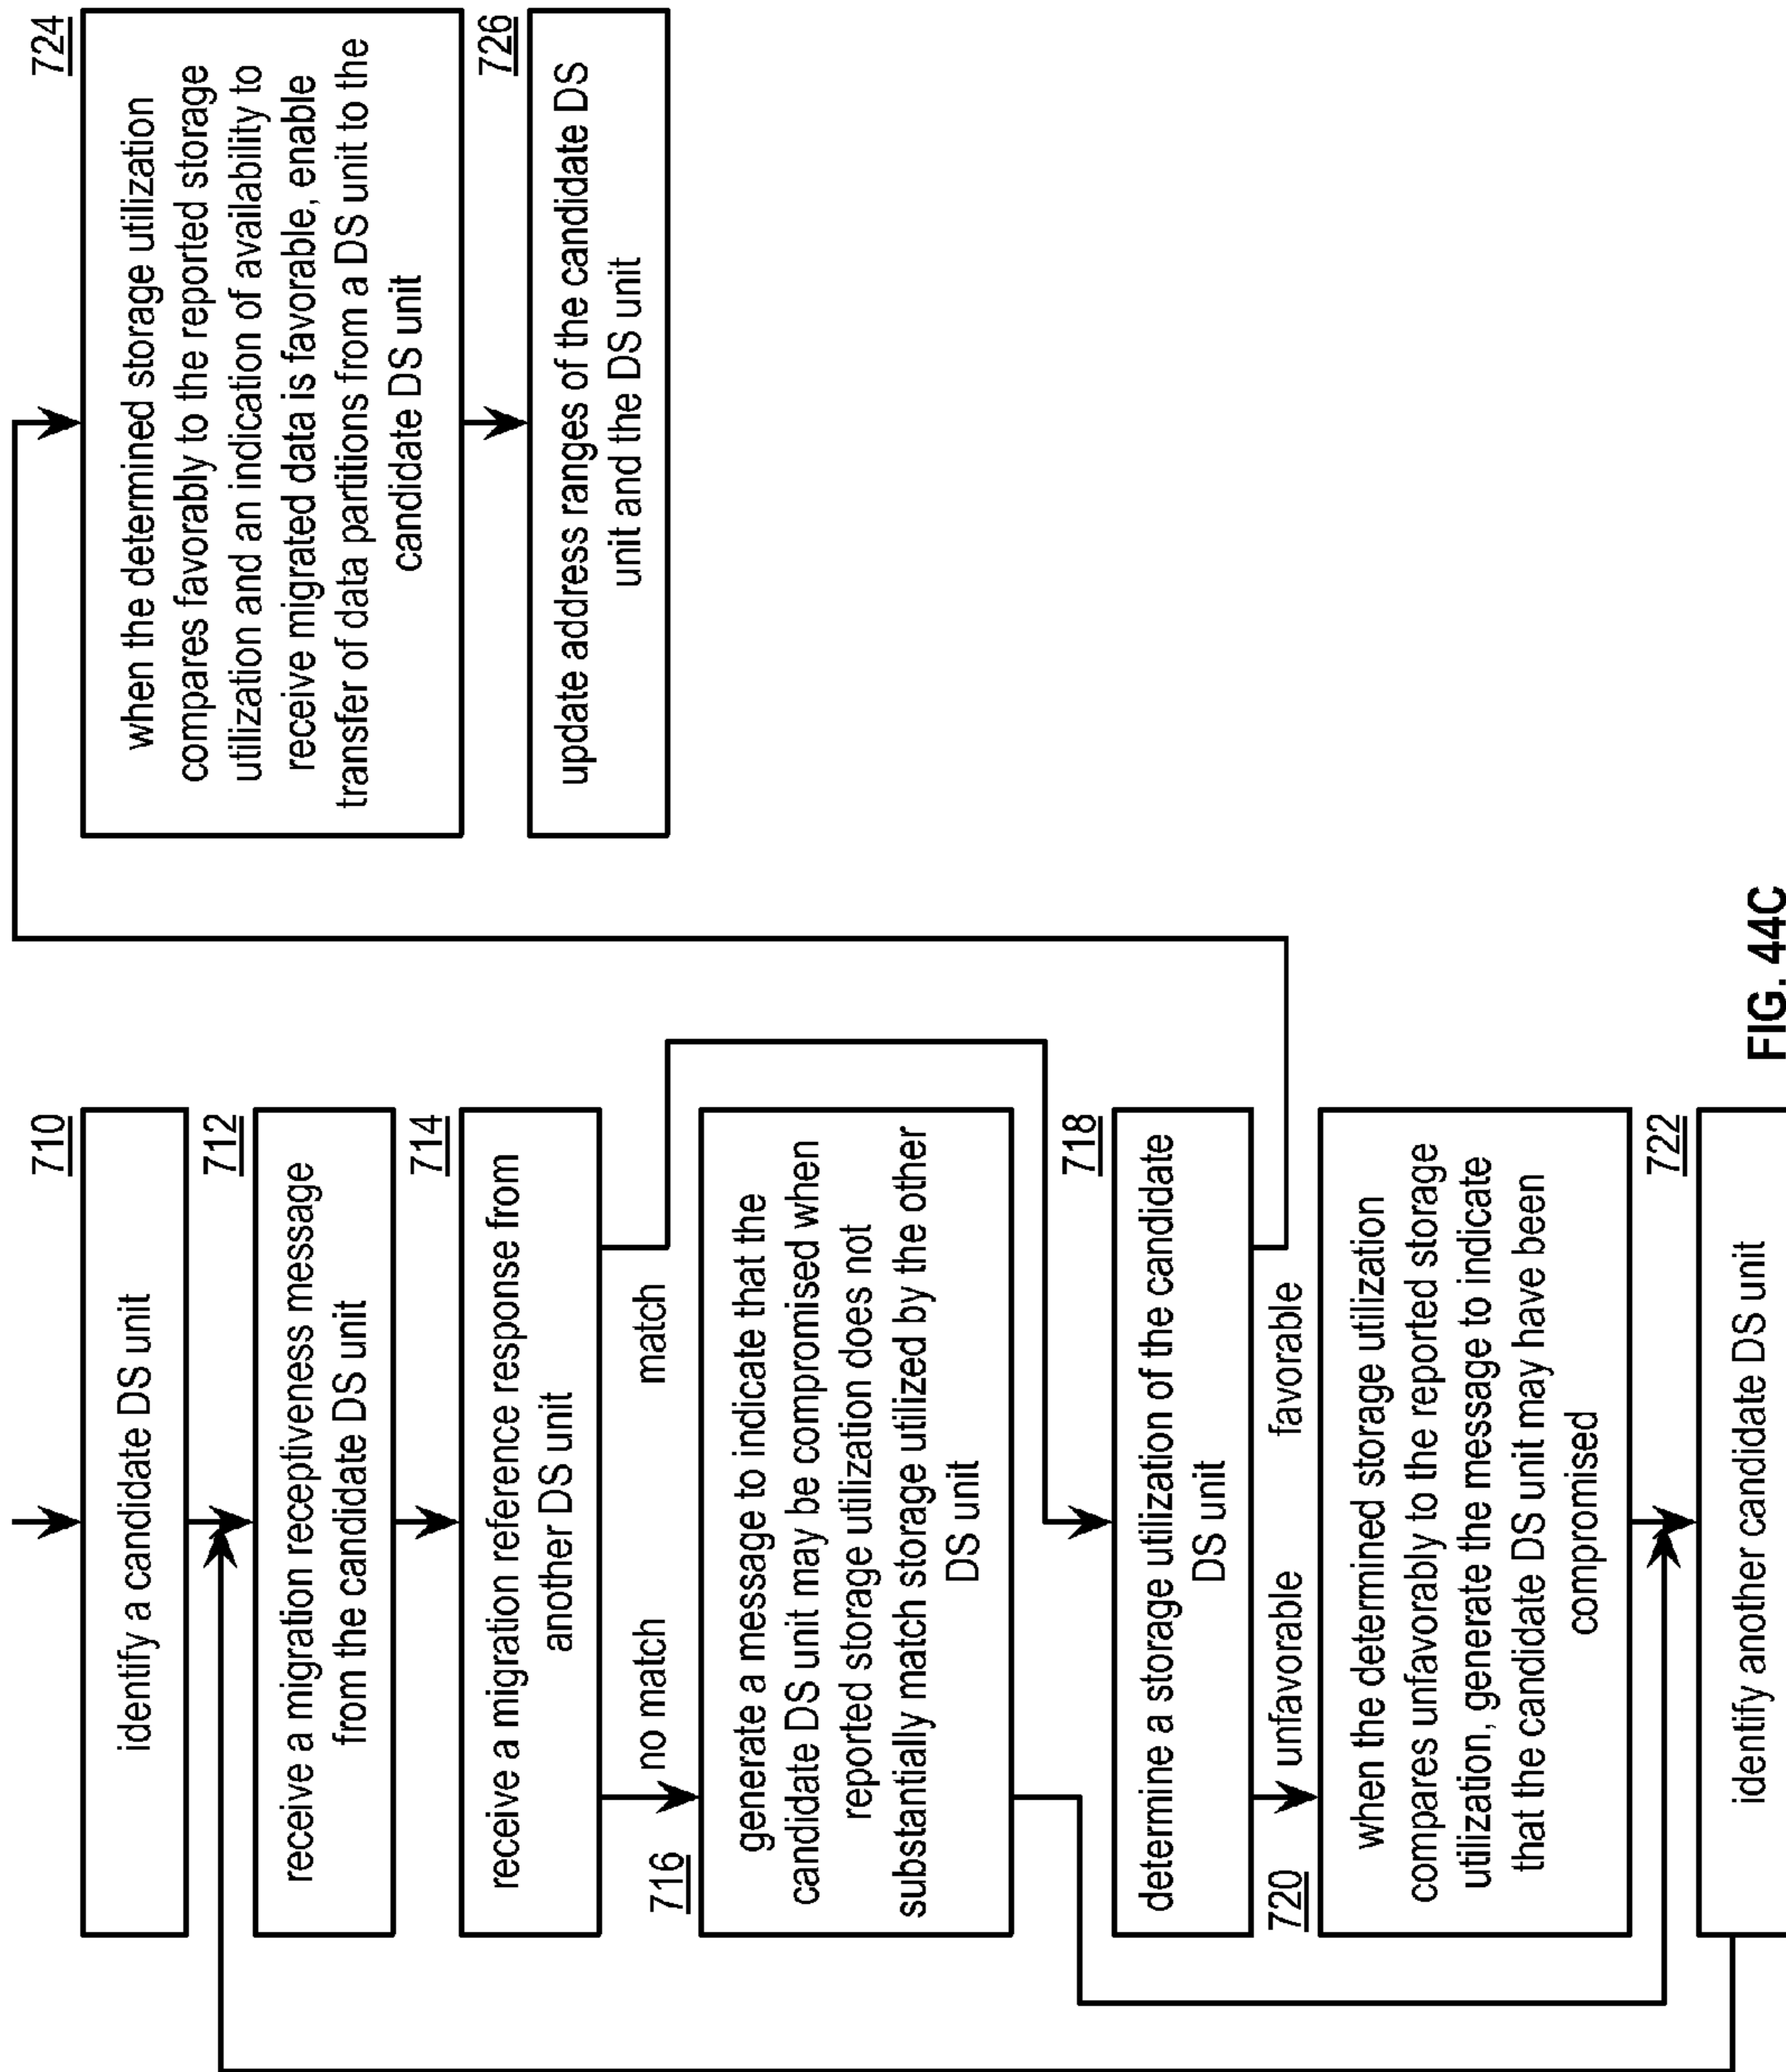 710
identify a candidate DS unit
712
receive a migration receptiveness message
from the candidate DS unit
714
receive a migration reference response from
another DS unit
no match
match
716
generate a message to indicate that the
candidate DS unit may be compromised when
reported storage utilization does not
substantially match storage utilized by the other
DS unit
718
determine a storage utilization of the candidate
DS unit
720
unfavorable
favorable
when the determined storage utilization
compares unfavorably to the reported storage
utilization, generate the message to indicate
that the candidate DS unit may have been
compromised
722
identify another candidate DS unit
724
when the determined storage utilization
compares favorably to the reported storage
utilization and an indication of availability to
receive migrated data is favorable, enable
transfer of data partitions from a DS unit to the
candidate DS unit
726
update address ranges of the candidate DS
unit and the DS unit
FIG. 44C